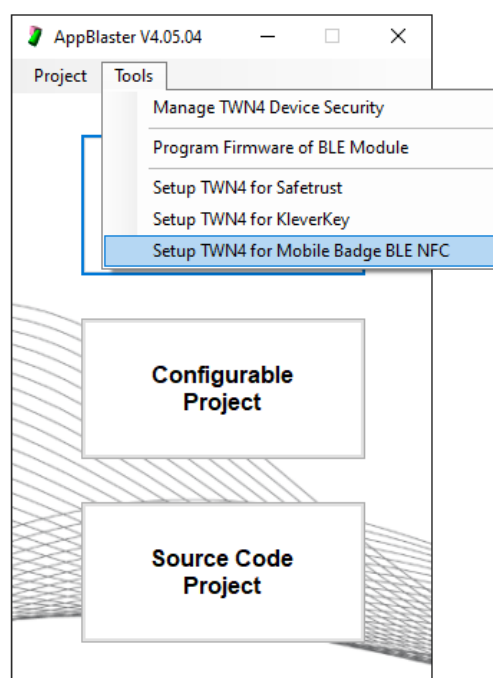 AppBlaster V4.05.04
Project Tools
Manage TWN4 Device Security
Program Firmware of BLE Module
Setup TWN4 for Safetrust
Setup TWN4 for KleverKey
Setup TWN4 for Mobile Badge BLE NFC
Configurable
Project
Source Code
Project